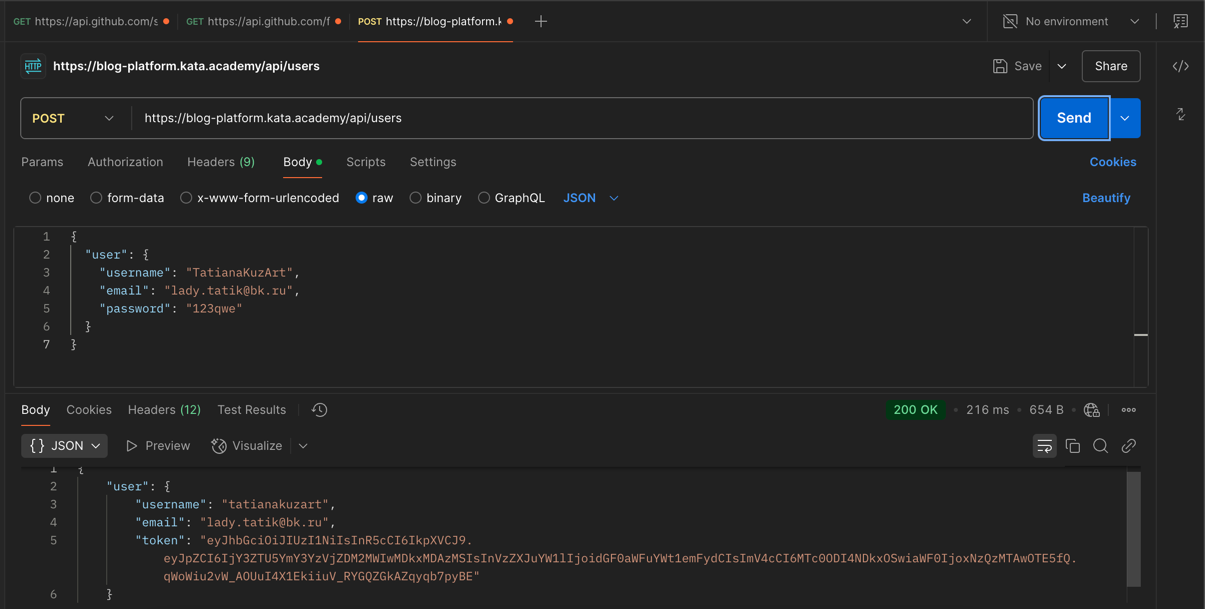 GET https://api.github.com/s GET https://api.github.com/f POST https://blog-platform.k No environment
HTTP https://blog-platform.kata.academy/api/users Save Share
POST https://blog-platform.kata.academy/api/users Send
Params Authorization Headers (9) Body Scripts Settings Cookies
none form-data x-www-form-urlencoded raw binary GraphQL JSON Beautify
1 {
2 "user": {
3 "username": "TatianaKuzArt",
4 "email": "lady.tatik@bk.ru",
5 "password": "123qwe"
6 }
7 }
Body Cookies Headers (12) Test Results 200 OK 216 ms 654 B
{} JSON Preview Visualize
1 {
2 "user": {
3 "username": "tatianakuzart",
4 "email": "lady.tatik@bk.ru",
5 "token": "eyJhbGciOiJIUzI1NiIsInR5cCI6IkpXVCJ9.
eyJpZCI6IjY3ZTU5YmY3YzVjZDM2MWIwMDkxMDAzMSIsInVzZXJuYW1lIjoidGF0aWFuYWt1emFydCIsImV4cCI6MTc0ODI4NDkxOSwiaWF0IjoxNzQzMTAwOTE5fQ.
qWoWiu2vW_AOUuI4X1EkiiuV_RYGQZGkAZqyqb7pyBE"
6 }